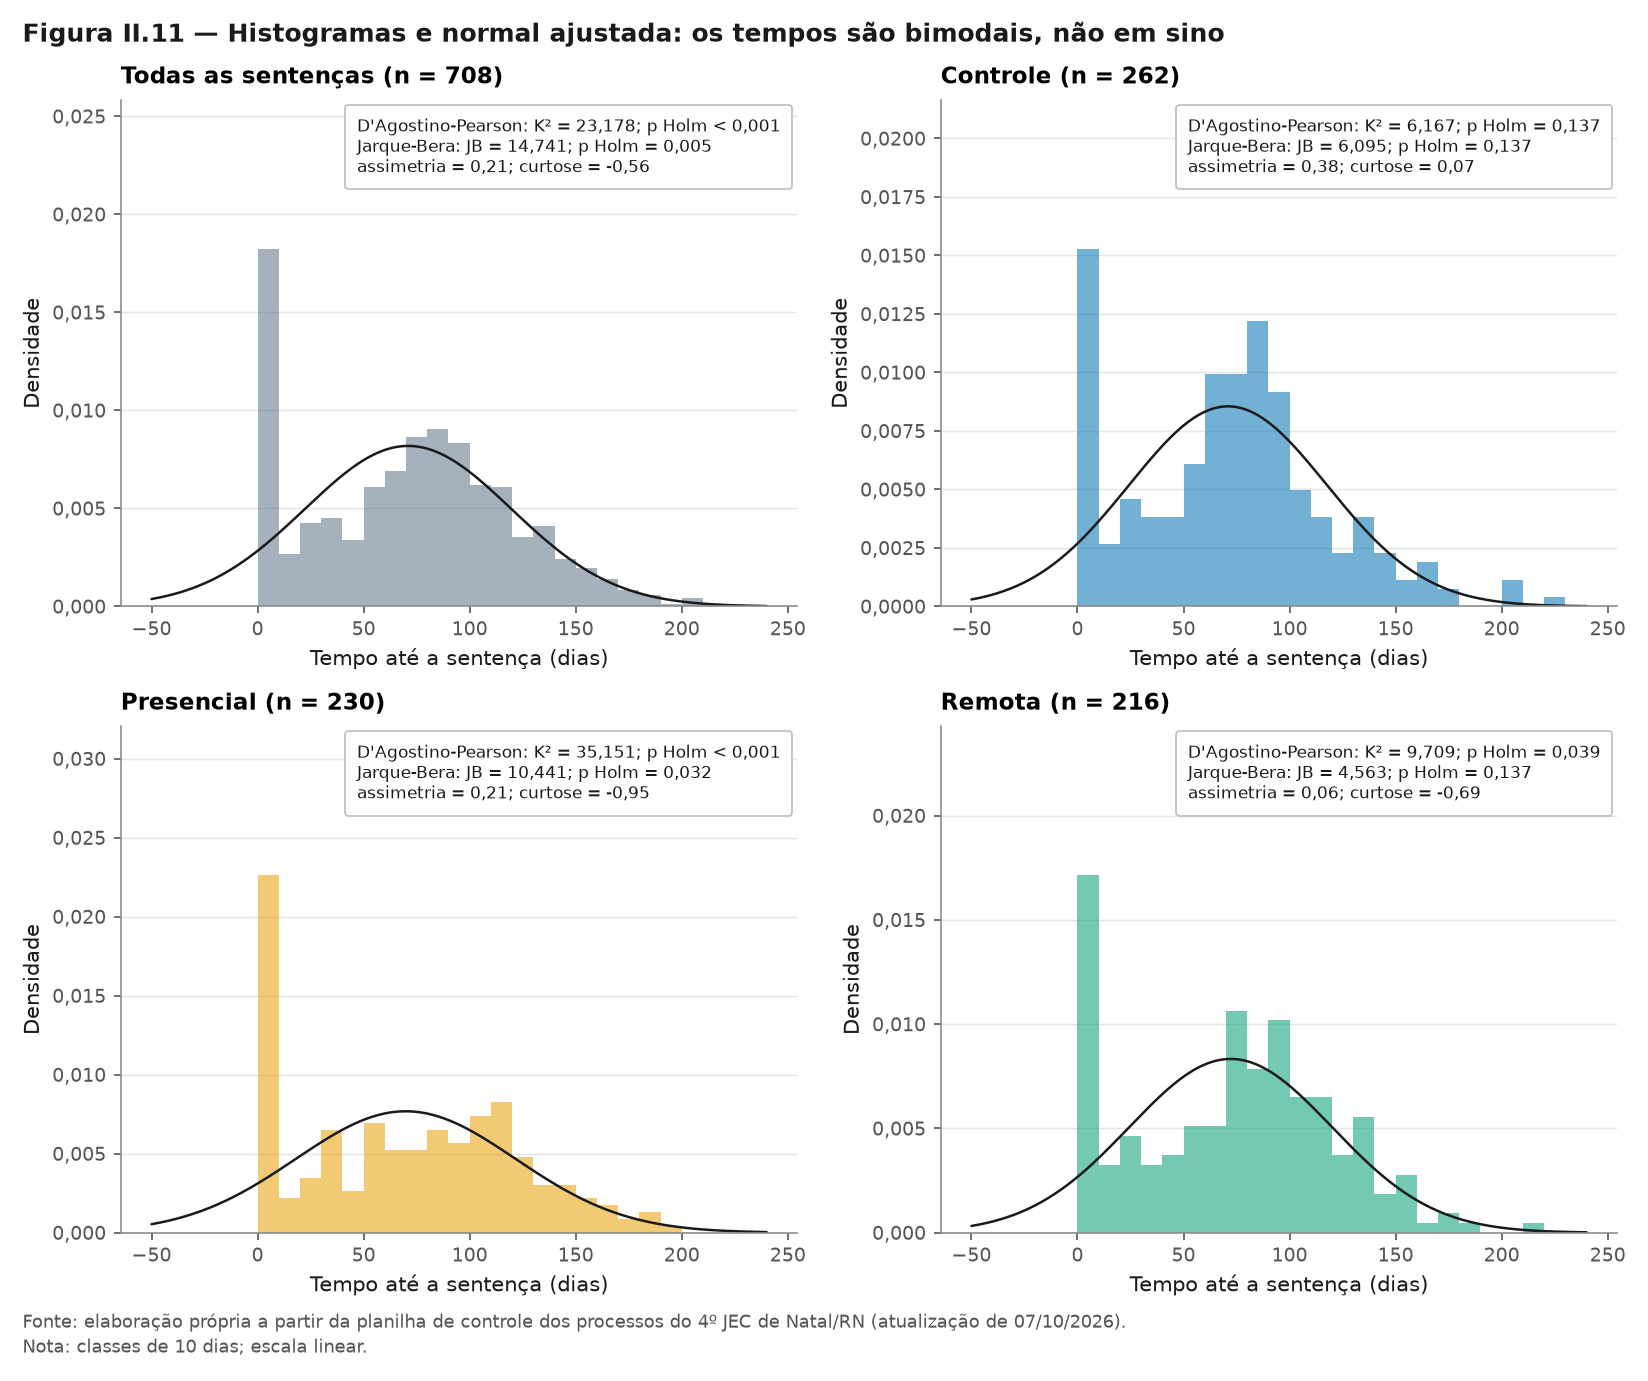 Figura II.11 — Histogramas e normal ajustada: os tempos são bimodais, não em sino
Todas as sentenças (n = 708)
D'Agostino-Pearson: K² = 23,178; p Holm < 0,001
Jarque-Bera: JB = 14,741; p Holm = 0,005
assimetria = 0,21; curtose = -0,56
Densidade
0,025
0,020
0,015
0,010
0,005
0,000
−50 0 50 100 150 200 250
Tempo até a sentença (dias)
Controle (n = 262)
D'Agostino-Pearson: K² = 6,167; p Holm = 0,137
Jarque-Bera: JB = 6,095; p Holm = 0,137
assimetria = 0,38; curtose = 0,07
Densidade
0,0200
0,0175
0,0150
0,0125
0,0100
0,0075
0,0050
0,0025
0,0000
−50 0 50 100 150 200 250
Tempo até a sentença (dias)
Presencial (n = 230)
D'Agostino-Pearson: K² = 35,151; p Holm < 0,001
Jarque-Bera: JB = 10,441; p Holm = 0,032
assimetria = 0,21; curtose = -0,95
Densidade
0,030
0,025
0,020
0,015
0,010
0,005
0,000
−50 0 50 100 150 200 250
Tempo até a sentença (dias)
Remota (n = 216)
D'Agostino-Pearson: K² = 9,709; p Holm = 0,039
Jarque-Bera: JB = 4,563; p Holm = 0,137
assimetria = 0,06; curtose = -0,69
Densidade
0,020
0,015
0,010
0,005
0,000
−50 0 50 100 150 200 250
Tempo até a sentença (dias)
Fonte: elaboração própria a partir da planilha de controle dos processos do 4º JEC de Natal/RN (atualização de 07/10/2026).
Nota: classes de 10 dias; escala linear.